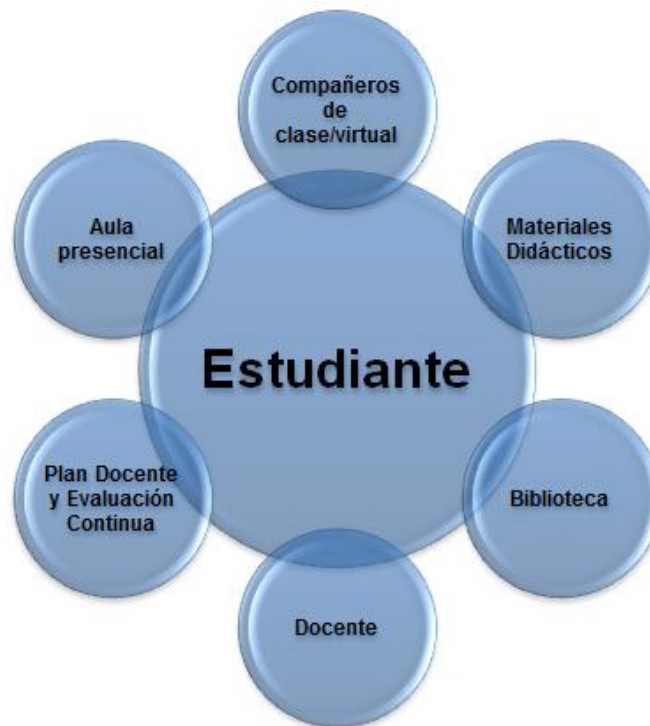 Compañeros
de
clase/virtual
Aula
presencial
Materiales
Didácticos
Estudiante
Plan Docente
y Evaluación
Continua
Biblioteca
Docente